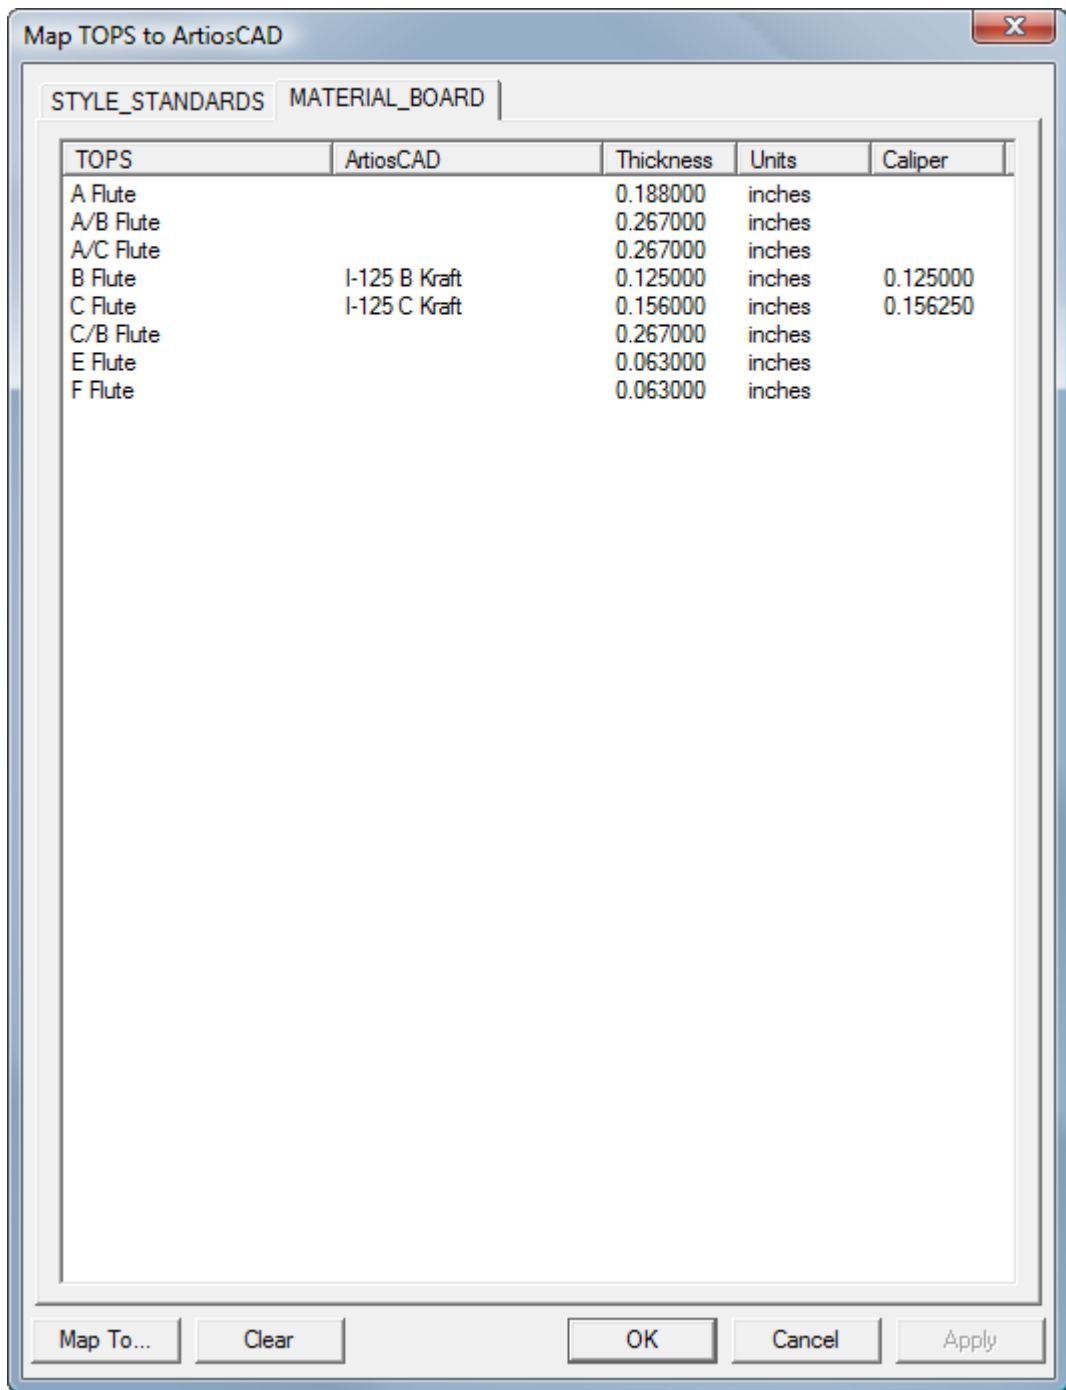 Map TOPS to ArtiosCAD
STYLE_STANDARDS MATERIAL_BOARD
TOPS ArtiosCAD Thickness Units Caliper
A Flute 0.188000 inches
A/B Flute 0.267000 inches
A/C Flute 0.267000 inches
B Flute I-125 B Kraft 0.125000 inches 0.125000
C Flute I-125 C Kraft 0.156000 inches 0.156250
C/B Flute 0.267000 inches
E Flute 0.063000 inches
F Flute 0.063000 inches
Map To... Clear OK Cancel Apply